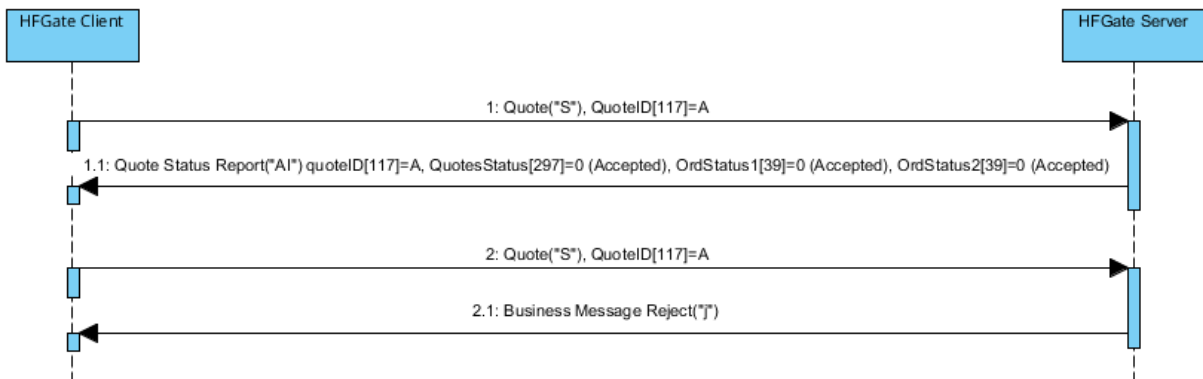 HFGate Client
HFGate Server
1: Quote("S"), QuoteID[117]=A
1.1: Quote Status Report("AI") quoteID[117]=A, QuotesStatus[297]=0 (Accepted), OrdStatus1[39]=0 (Accepted), OrdStatus2[39]=0 (Accepted)
2: Quote("S"), QuoteID[117]=A
2.1: Business Message Reject("j")